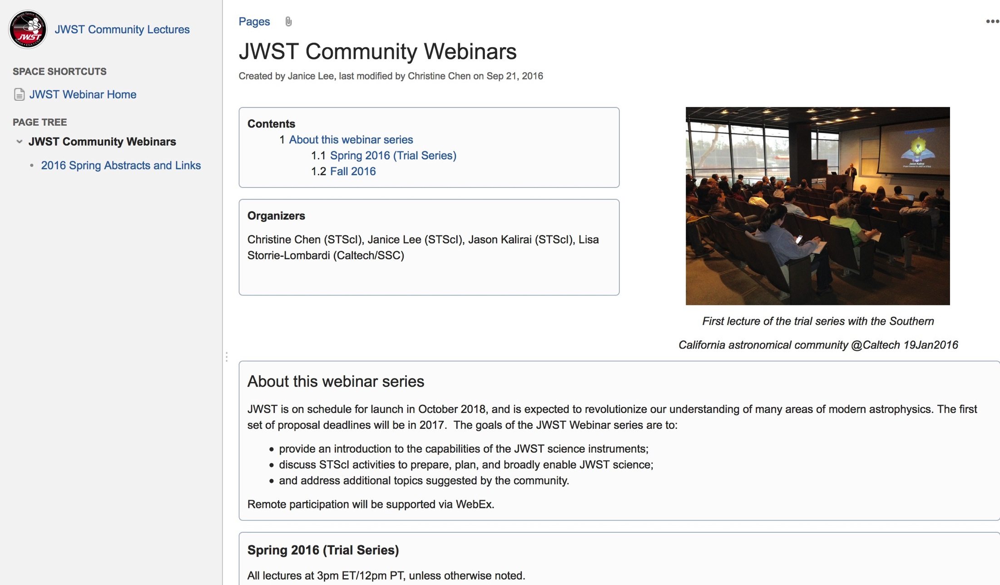 JWST Community Lectures
SPACE SHORTCUTS
JWST Webinar Home
PAGE TREE
JWST Community Webinars
2016 Spring Abstracts and Links
Pages
JWST Community Webinars
Created by Janice Lee, last modified by Christine Chen on Sep 21, 2016
Contents
1 About this webinar series
1.1 Spring 2016 (Trial Series)
1.2 Fall 2016
Organizers
Christine Chen (STScI), Janice Lee (STScI), Jason Kalirai (STScI), Lisa
Storrie-Lombardi (Caltech/SSC)
Jason Kalirai
First lecture of the trial series with the Southern
California astronomical community @Caltech 19Jan2016
About this webinar series
JWST is on schedule for launch in October 2018, and is expected to revolutionize our understanding of many areas of modern astrophysics. The first
set of proposal deadlines will be in 2017.  The goals of the JWST Webinar series are to:
• provide an introduction to the capabilities of the JWST science instruments;
• discuss STScI activities to prepare, plan, and broadly enable JWST science;
• and address additional topics suggested by the community.
Remote participation will be supported via WebEx.
Spring 2016 (Trial Series)
All lectures at 3pm ET/12pm PT, unless otherwise noted.